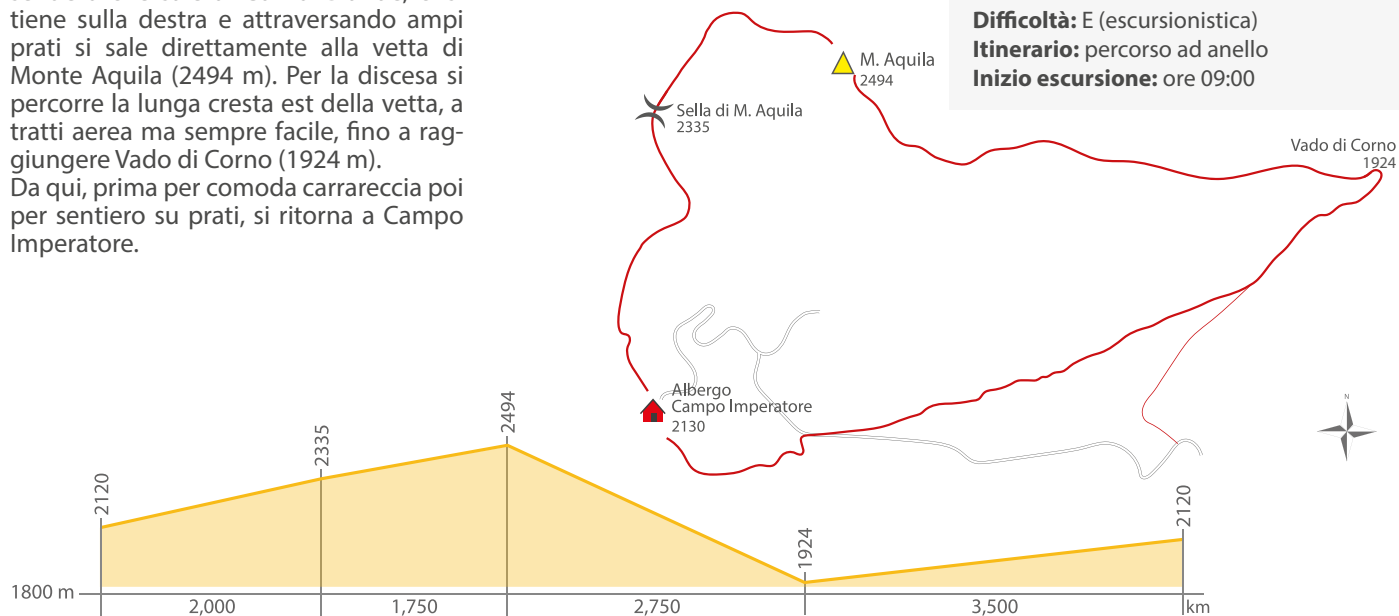 tiene sulla destra e attraversando ampi
prati si sale direttamente alla vetta di
Monte Aquila (2494 m). Per la discesa si
percorre la lunga cresta est della vetta, a
tratti aerea ma sempre facile, fino a rag-
giungere Vado di Corno (1924 m).
Da qui, prima per comoda carrareccia poi
per sentiero su prati, si ritorna a Campo
Imperatore.
Difficoltà: E (escursionistica)
Itinerario: percorso ad anello
Inizio escursione: ore 09:00
M. Aquila
2494
Sella di M. Aquila
2335
Vado di Corno
1924
Albergo
Campo Imperatore
2130
N
2120
2335
2494
1924
2120
1800 m
2,000
1,750
2,750
3,500
km